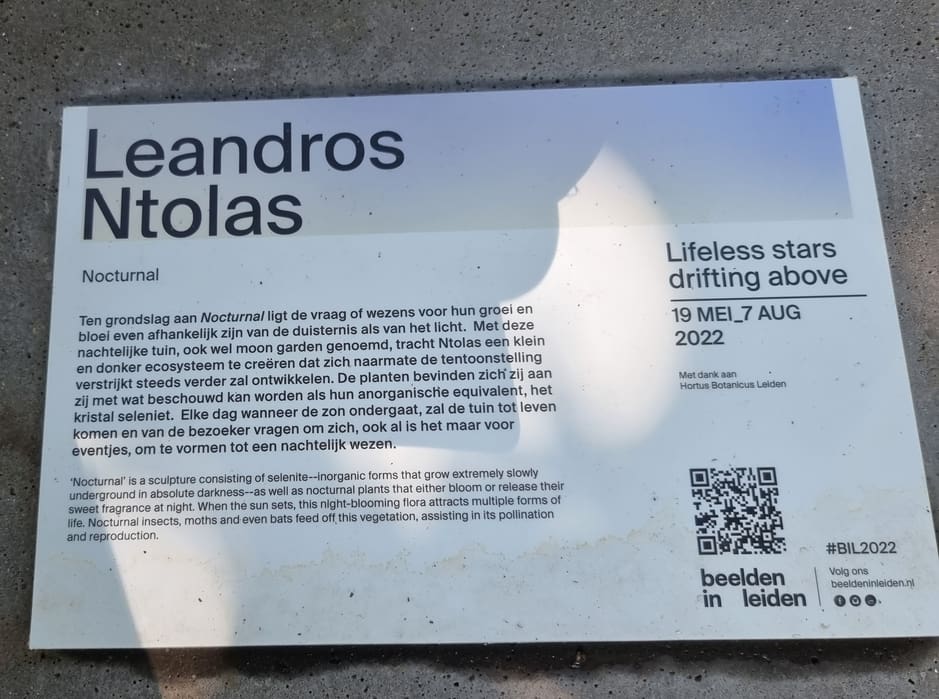 Leandros
Ntolas
Nocturnal
Ten grondslag aan Nocturnal ligt de vraag of wezens voor hun groei en
bloei even afhankelijk zijn van de duisternis als van het licht. Met deze
nachtelijke tuin, ook wel moon garden genoemd, tracht Ntolas een klein
en donker ecosysteem te creëren dat zich naarmate de tentoonstelling
verstrijkt steeds verder zal ontwikkelen. De planten bevinden zich zij aan
zij met wat beschouwd kan worden als hun anorganische equivalent, het
kristal seleniet. Elke dag wanneer de zon ondergaat, zal de tuin tot leven
komen en van de bezoeker vragen om zich, ook al is het maar voor
eventjes, om te vormen tot een nachtelijk wezen.
'Nocturnal' is a sculpture consisting of selenite--inorganic forms that grow extremely slowly
underground in absolute darkness--as well as nocturnal plants that either bloom or release their
sweet fragrance at night. When the sun sets, this night-blooming flora attracts multiple forms of
life. Nocturnal insects, moths and even bats feed off this vegetation, assisting in its pollination
and reproduction.
Lifeless stars
drifting above
19 MEI_7 AUG
2022
Met dank aan
Hortus Botanicus Leiden
beelden
in leiden
#BIL2022
Volg ons
beeldeninleiden.nl